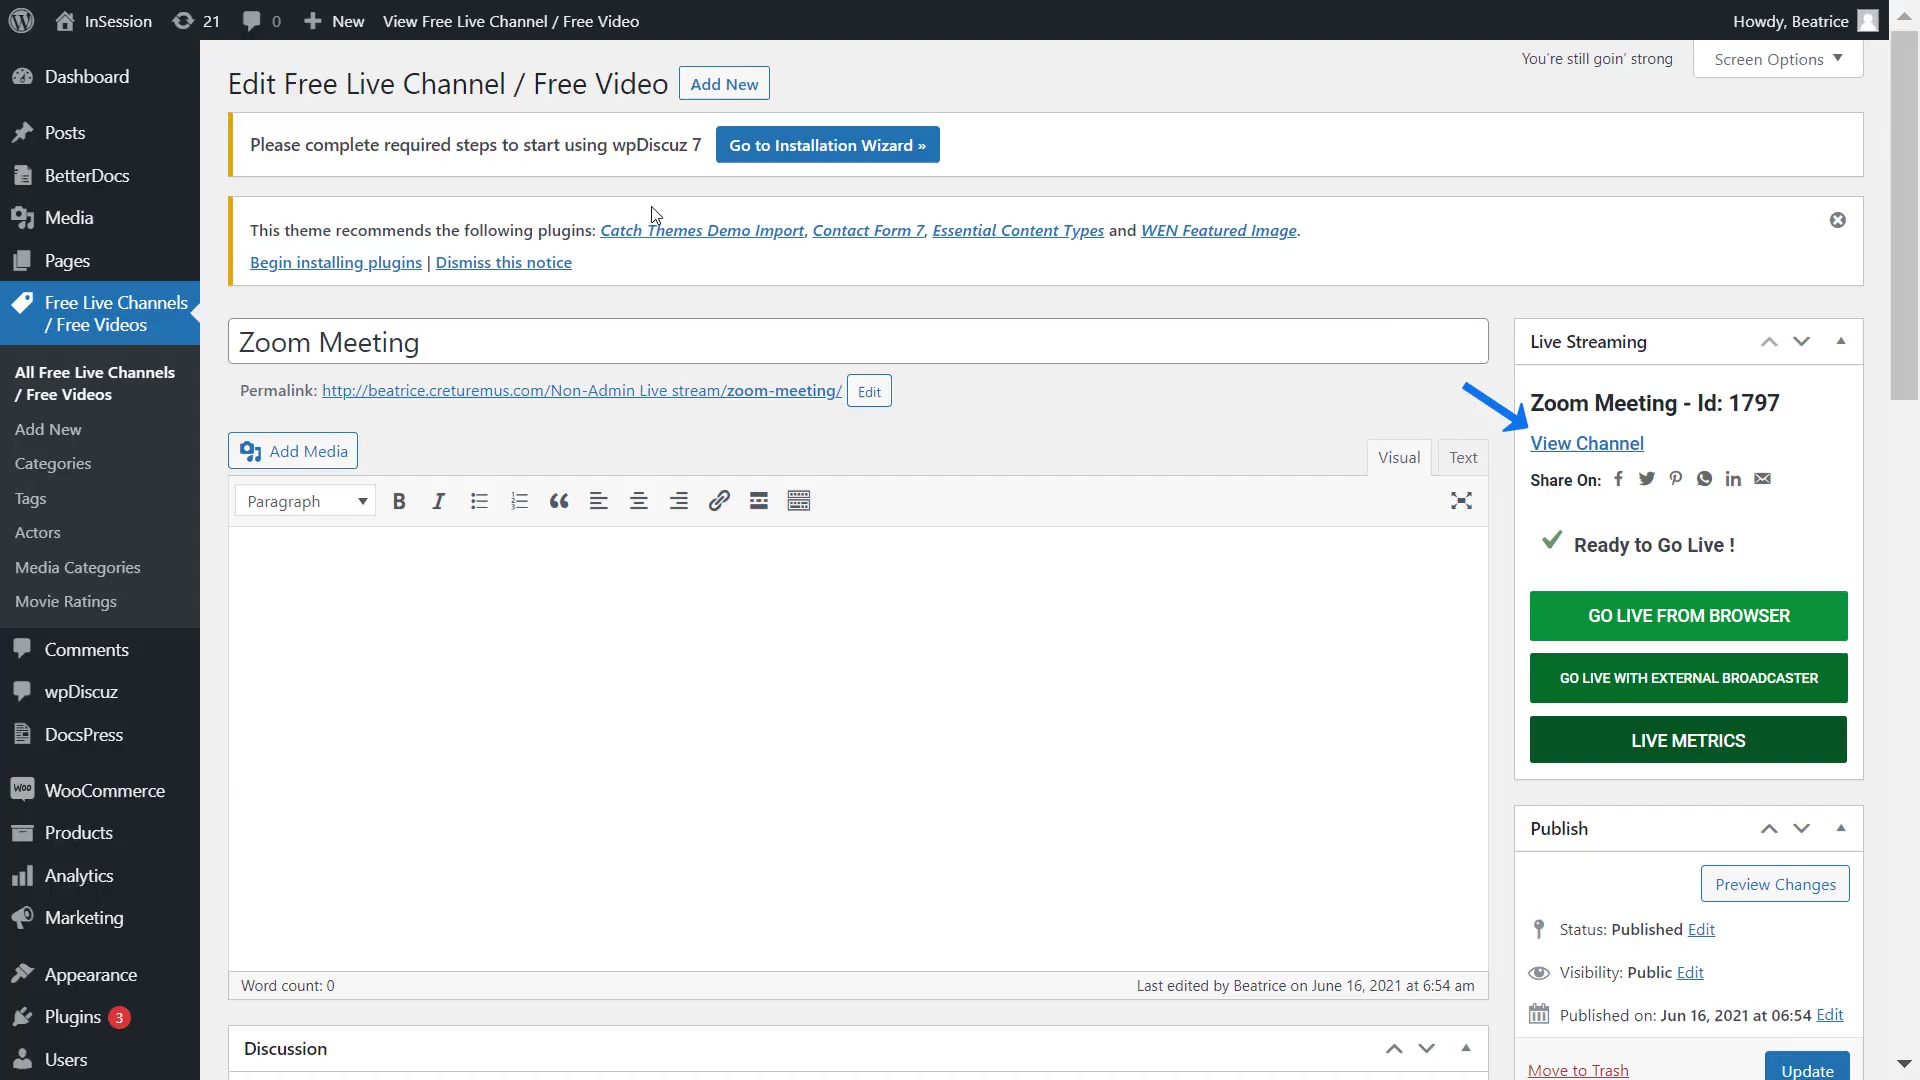 InSession 21 0 New View Free Live Channel / Free Video Howdy, Beatrice
You're still goin' strong Screen Options
Dashboard
Posts
BetterDocs
Media
Pages
Free Live Channels
/ Free Videos
All Free Live Channels
/ Free Videos
Add New
Categories
Tags
Actors
Media Categories
Movie Ratings
Comments
wpDiscuz
DocsPress
Woo WooCommerce
Products
Analytics
Marketing
Appearance
Plugins 3
Users
Edit Free Live Channel / Free Video Add New
Please complete required steps to start using wpDiscuz 7 Go to Installation Wizard »
This theme recommends the following plugins: Catch Themes Demo Import, Contact Form 7, Essential Content Types and WEN Featured Image.
Begin installing plugins | Dismiss this notice
Zoom Meeting
Permalink: http://beatrice.creturemus.com/Non-Admin Live stream/zoom-meeting/ Edit
Add Media
Visual Text
Paragraph
Word count: 0 Last edited by Beatrice on June 16, 2021 at 6:54 am
Discussion
Live Streaming
Zoom Meeting - Id: 1797
View Channel
Share On:
Ready to Go Live !
GO LIVE FROM BROWSER
GO LIVE WITH EXTERNAL BROADCASTER
LIVE METRICS
Publish
Preview Changes
Status: Published Edit
Visibility: Public Edit
Published on: Jun 16, 2021 at 06:54 Edit
Move to Trash Update